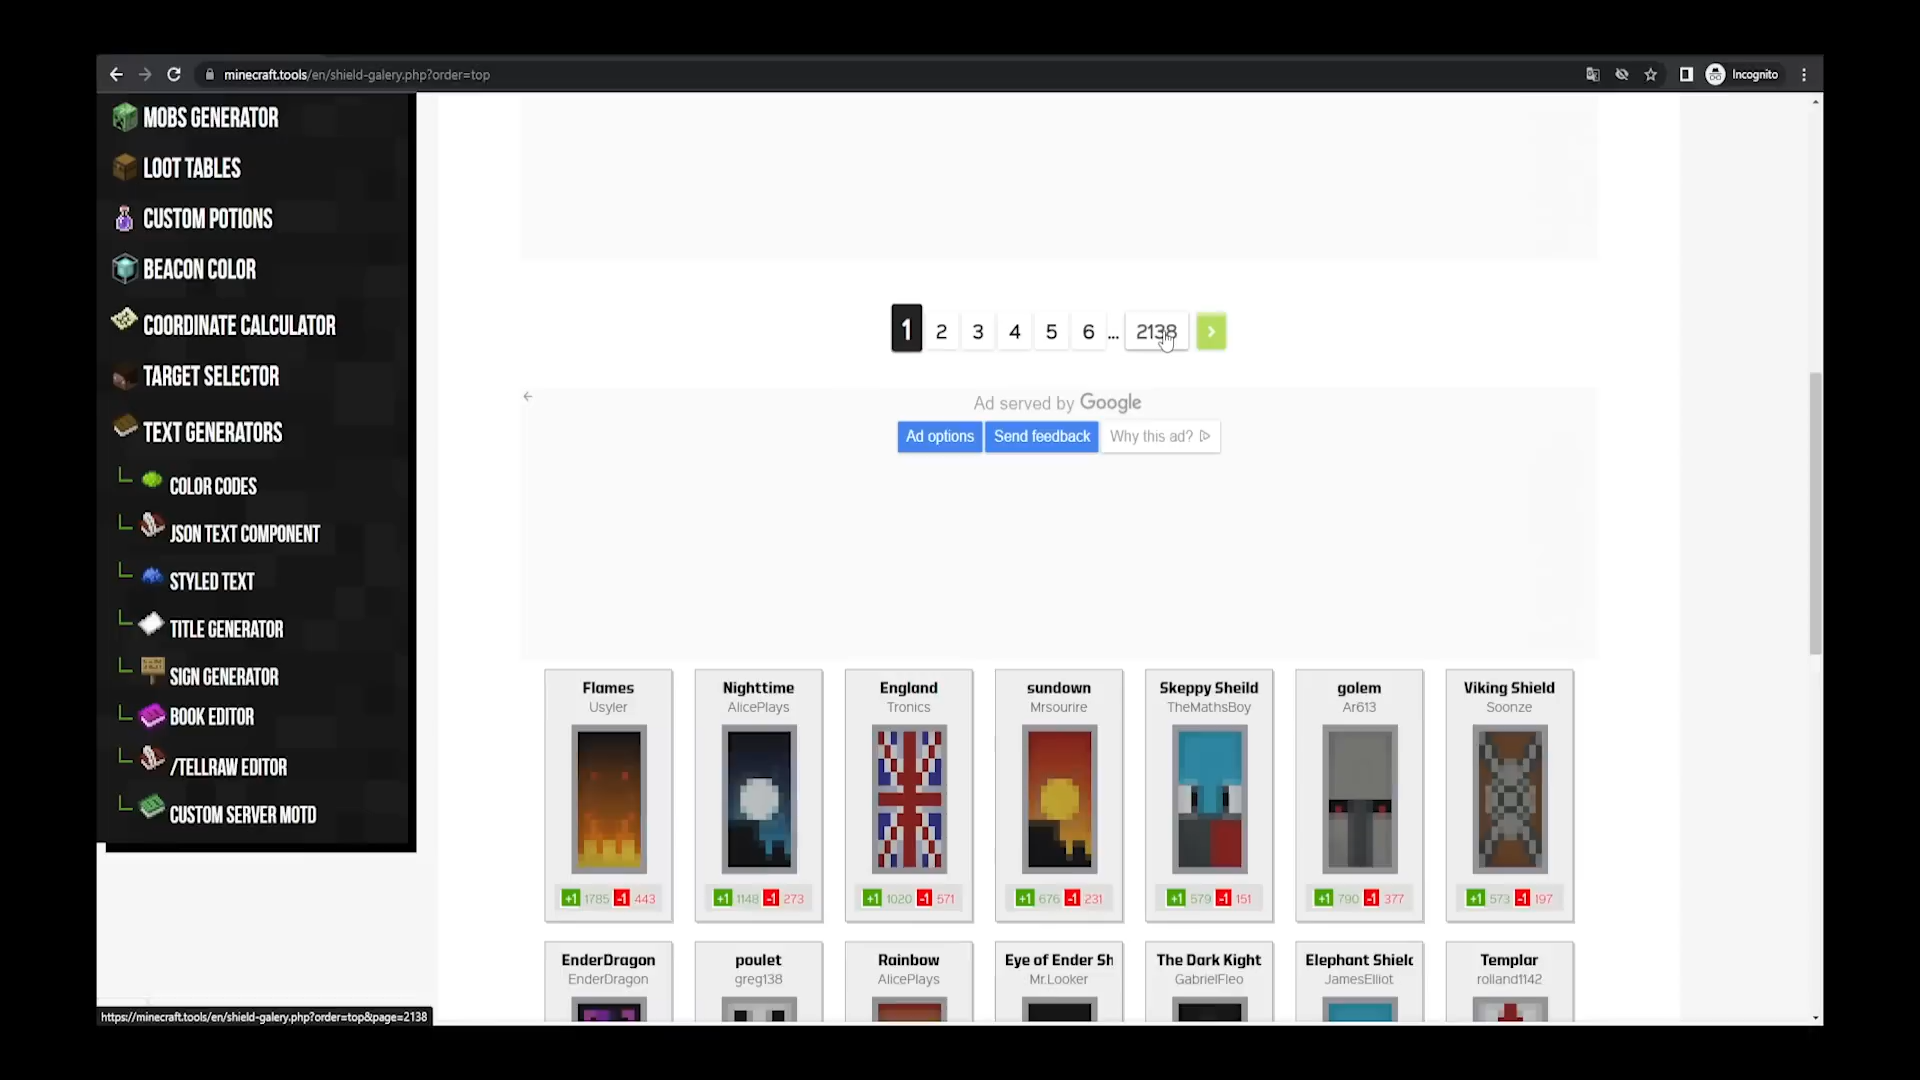 minecraft.tools/en/shield-galery.php?order=top
Incognito
MOBS GENERATOR
LOOT TABLES
CUSTOM POTIONS
BEACON COLOR
COORDINATE CALCULATOR
TARGET SELECTOR
TEXT GENERATORS
COLOR CODES
JSON TEXT COMPONENT
STYLED TEXT
TITLE GENERATOR
SIGN GENERATOR
BOOK EDITOR
/TELLRAW EDITOR
CUSTOM SERVER MOTD
1 2 3 4 5 6 ... 2138 >
Ad served by Google
Ad options Send feedback Why this ad?
Flames Nighttime England sundown Skeppy Sheild golem Viking Shield
Usyler AlicePlays Tronics Mrsourire TheMathsBoy Ar613 Soonze
+1 1785 -1 443 +1 1148 -1 273 +1 1020 -1 571 +1 676 -1 231 +1 579 -1 151 +1 790 -1 377 +1 573 -1 197
EnderDragon poulet Rainbow Eye of Ender Sh The Dark Kight Elephant Shield Templar
EnderDragon greg138 AlicePlays Mr.Looker GabrielFleo JamesElliot rolland1142
https://minecraft.tools/en/shield-galery.php?order=top&page=2138